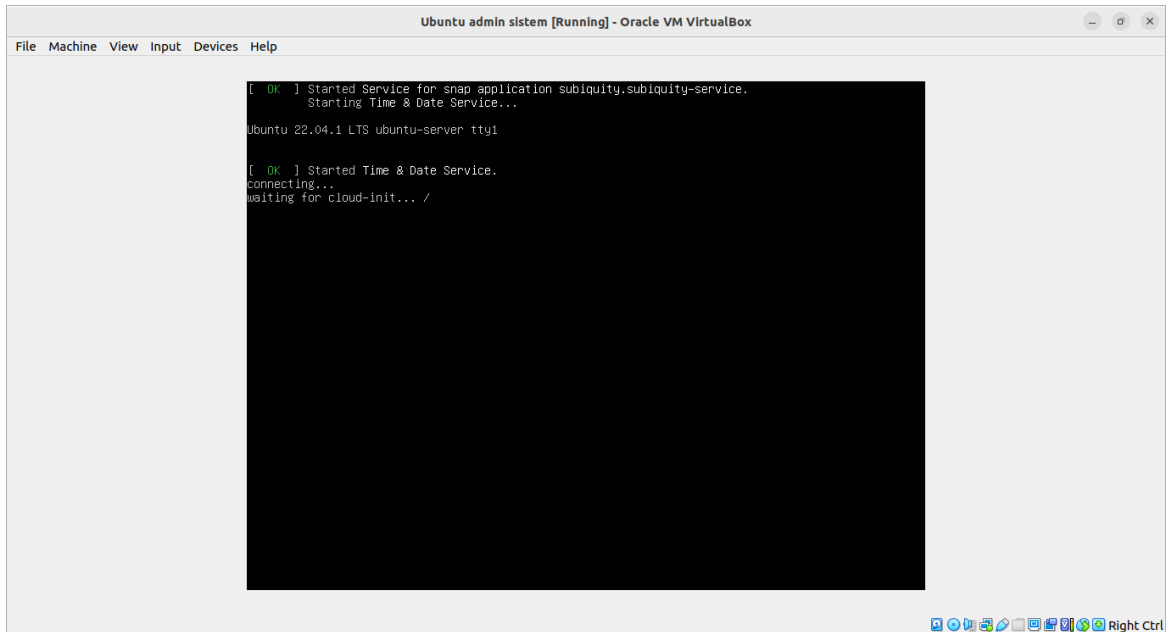 Ubuntu admin sistem [Running] - Oracle VM VirtualBox
File Machine View Input Devices Help
[ OK ] Started Service for snap application subiquity.subiquity-service.
Starting Time & Date Service...
Ubuntu 22.04.1 LTS ubuntu-server tty1
[ OK ] Started Time & Date Service.
connecting...
waiting for cloud-init... /
Right Ctrl